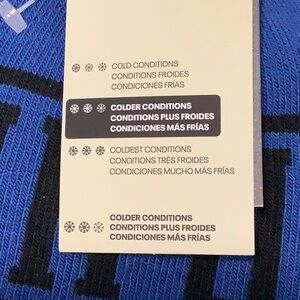 COLD CONDITIONS
CONDITIONS FROIDES
CONDICIONES FRÍAS
COLDER CONDITIONS
CONDITIONS PLUS FROIDES
CONDICIONES MÁS FRÍAS
COLDEST CONDITIONS
CONDITIONS TRÈS FROIDES
CONDICIONES MUCHO MÁS FRÍAS
COLDER CONDITIONS
CONDITIONS PLUS FROIDES
CONDICIONES MÁS FRÍAS